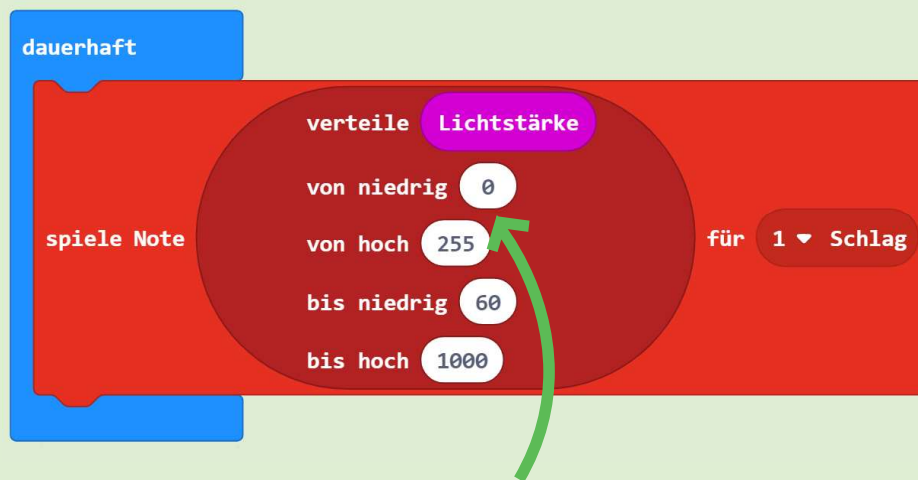 dauerhaft
verteile Lichtstärke
von niedrig 0
spiele Note von hoch 255 für 1 Schlag
bis niedrig 60
bis hoch 1000